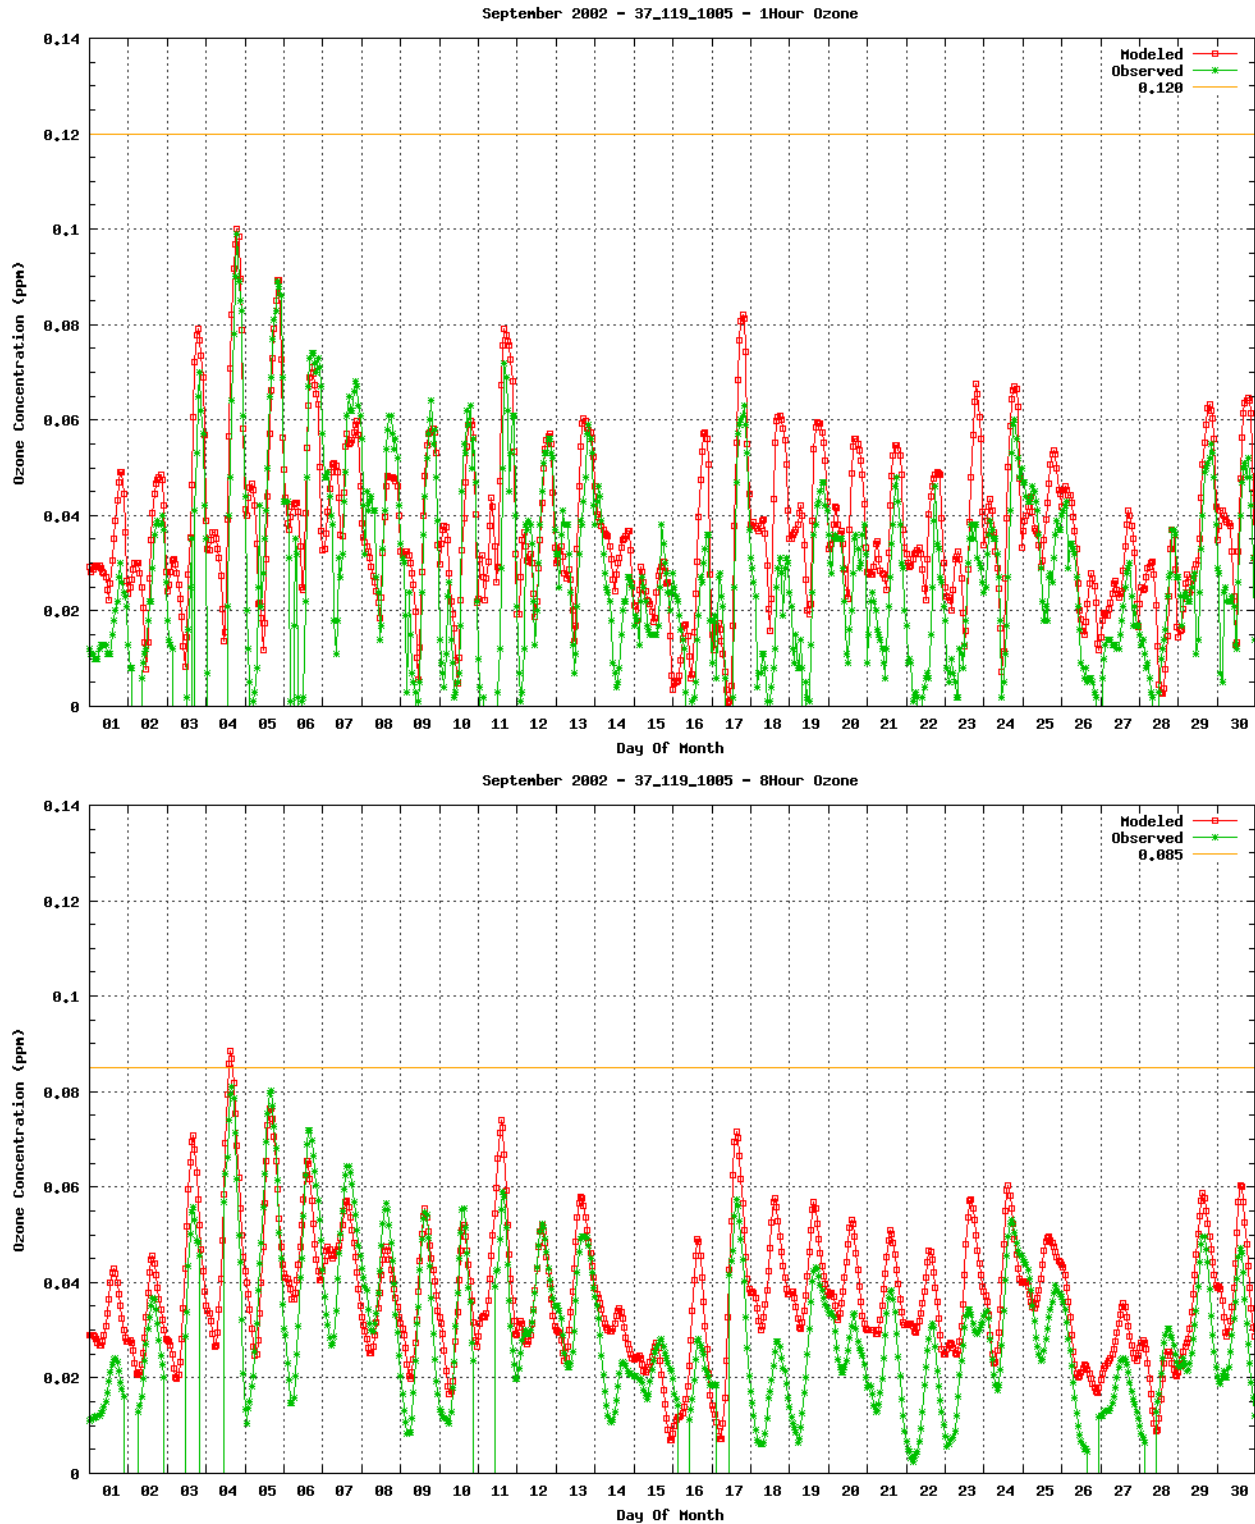 September 2002 - 37_119_1005 - 1Hour Ozone
0.14
Modeled
Observed
0.120
0.12
0.1
0.08
Ozone Concentration (ppm)
0.06
0.04
0.02
0
01 02 03 04 05 06 07 08 09 10 11 12 13 14 15 16 17 18 19 20 21 22 23 24 25 26 27 28 29 30
Day Of Month
September 2002 - 37_119_1005 - 8Hour Ozone
0.14
Modeled
Observed
0.085
0.12
0.1
0.08
Ozone Concentration (ppm)
0.06
0.04
0.02
0
01 02 03 04 05 06 07 08 09 10 11 12 13 14 15 16 17 18 19 20 21 22 23 24 25 26 27 28 29 30
Day Of Month